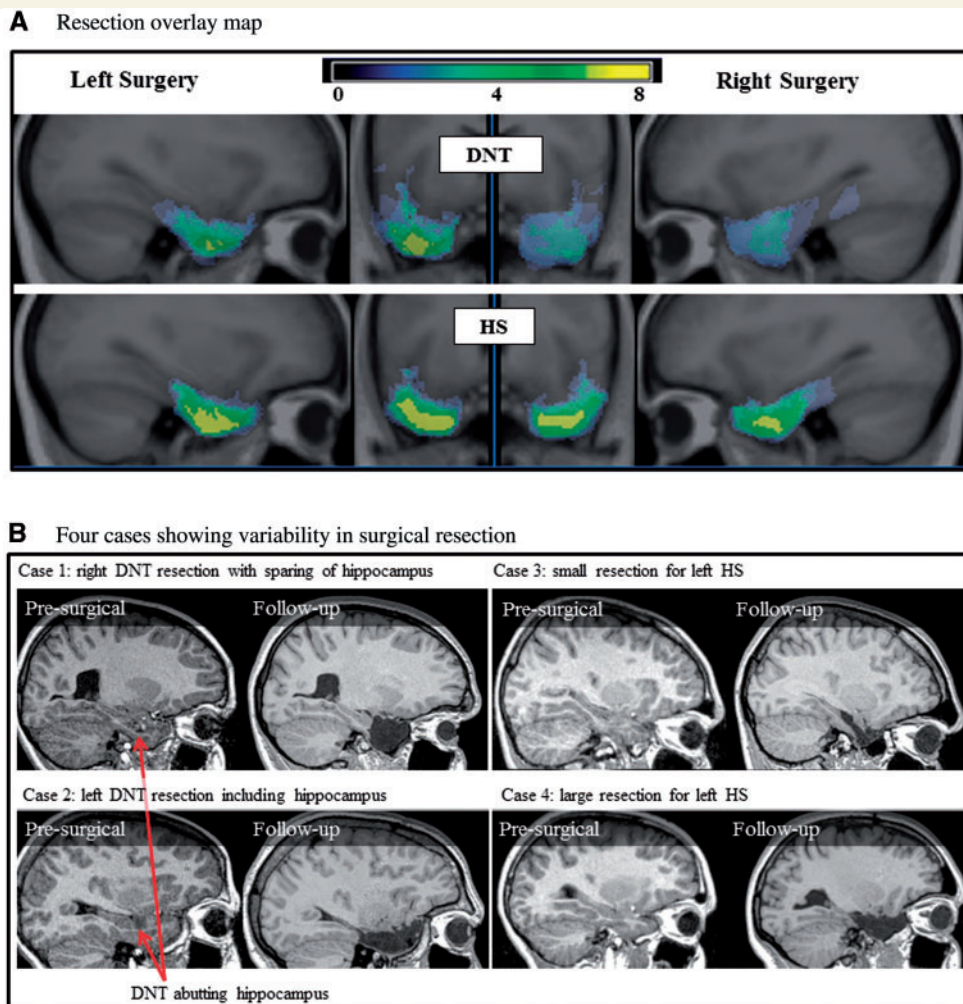 A Resection overlay map
Left Surgery
0 4 8
Right Surgery
DNT
HS
B Four cases showing variability in surgical resection
Case 1: right DNT resection with sparing of hippocampus
Pre-surgical Follow-up
Case 3: small resection for left HS
Pre-surgical Follow-up
Case 2: left DNT resection including hippocampus
Pre-surgical Follow-up
Case 4: large resection for left HS
Pre-surgical Follow-up
DNT abutting hippocampus